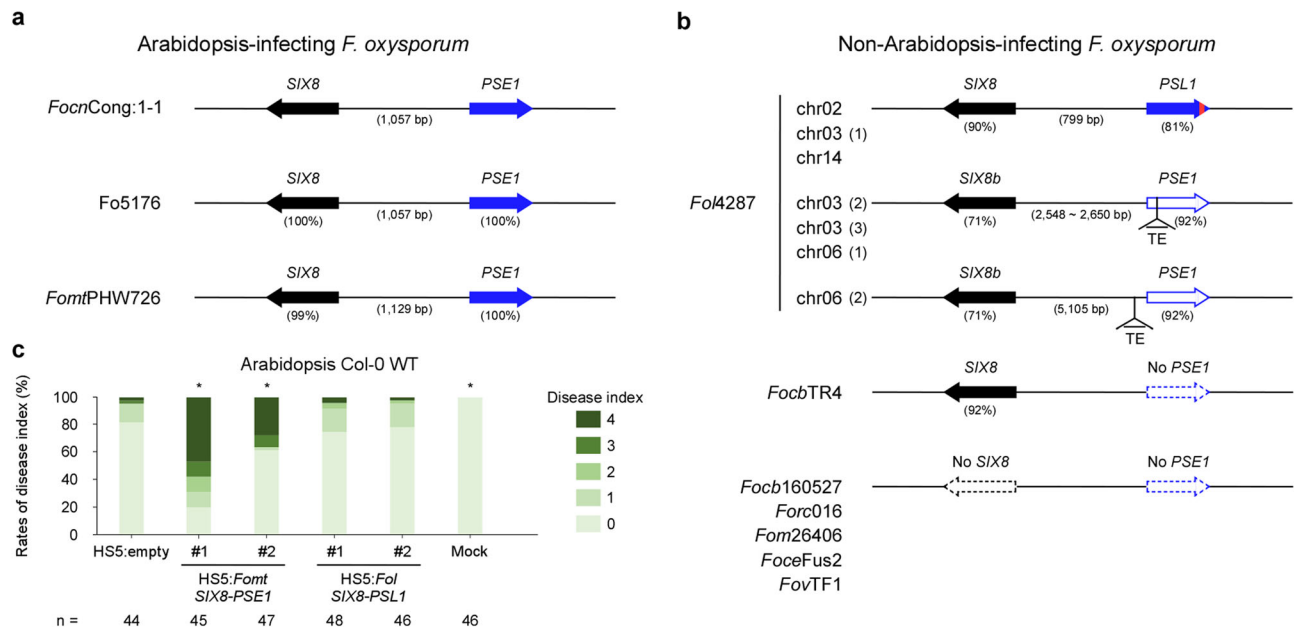 a
Arabidopsis-infecting F. oxysporum
FocnCong:1-1
SIX8
PSE1
(1,057 bp)
Fo5176
SIX8
PSE1
(100%)
(1,057 bp)
(100%)
FomtPHW726
SIX8
PSE1
(99%)
(1,129 bp)
(100%)
b
Non-Arabidopsis-infecting F. oxysporum
Fol4287
chr02
chr03 (1)
chr14
SIX8
PSL1
(90%)
(799 bp)
(81%)
chr03 (2)
chr03 (3)
chr06 (1)
SIX8b
PSE1
(71%)
(2,548 ~ 2,650 bp)
(92%)
TE
chr06 (2)
SIX8b
PSE1
(71%)
(5,105 bp)
(92%)
TE
FocbTR4
SIX8
No PSE1
(92%)
Focb160527
Forc016
Fom26406
FoceFus2
FovTF1
No SIX8
No PSE1
c
Arabidopsis Col-0 WT
Rates of disease index (%)
100
80
60
40
20
0
* * *
Disease index
4
3
2
1
0
HS5:empty #1 #2 #1 #2 Mock
HS5:Fomt HS5:Fol
SIX8-PSE1 SIX8-PSL1
n = 44 45 47 48 46 46